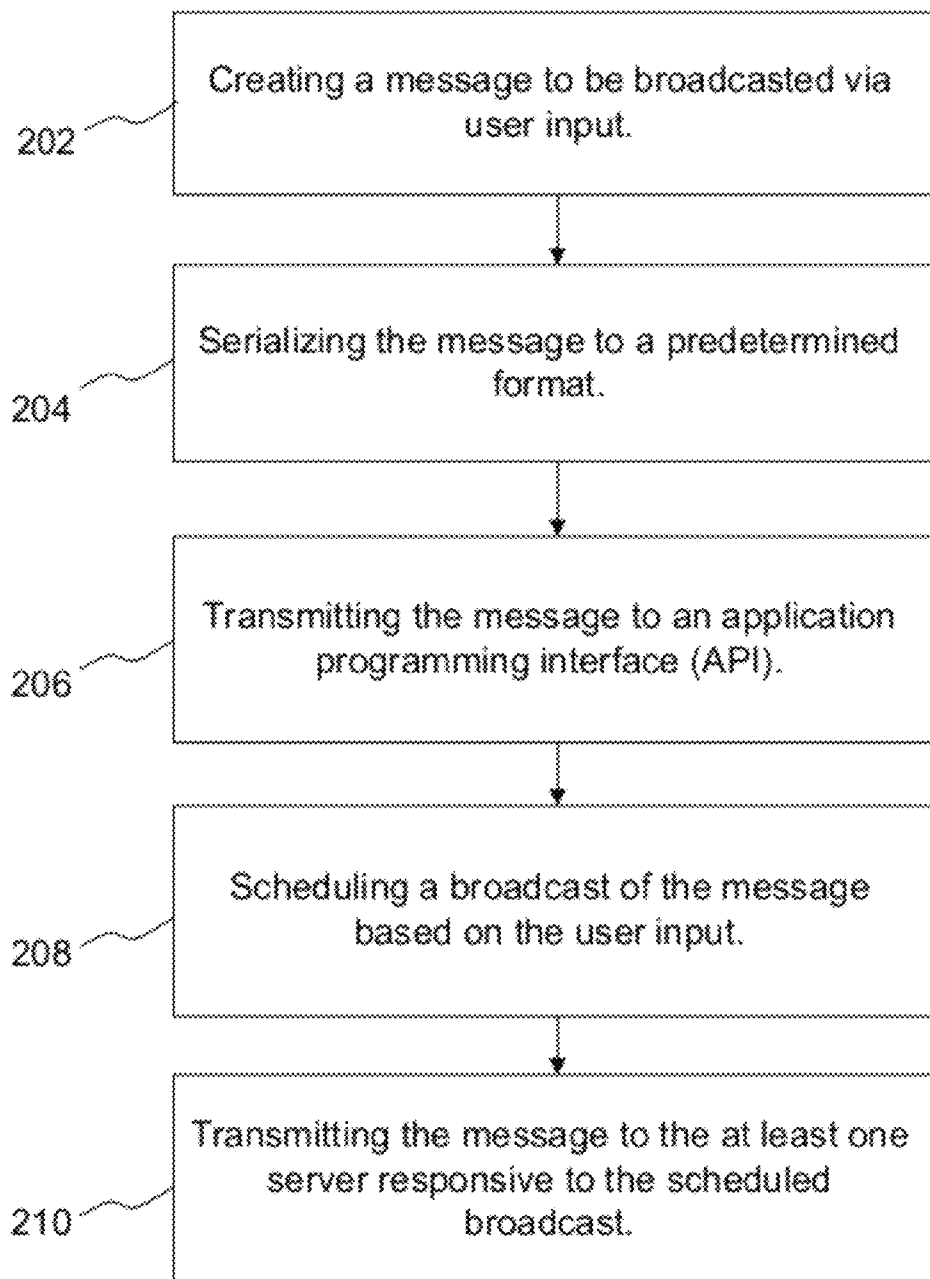 Creating a message to be broadcasted via
user input.
202
Serializing the message to a predetermined
format.
204
Transmitting the message to an application
programming interface (API).
206
Scheduling a broadcast of the message
based on the user input.
208
Transmitting the message to the at least one
server responsive to the scheduled
broadcast.
210